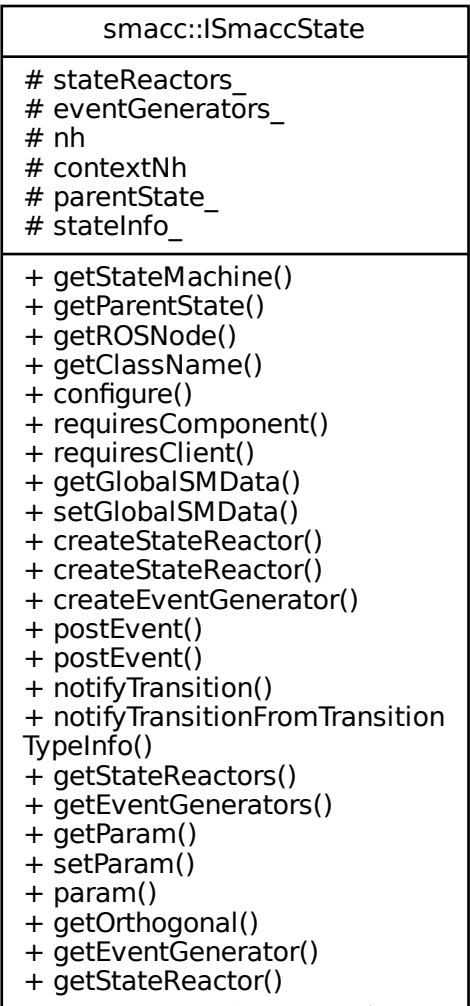 smacc::ISmaccState
# stateReactors_
# eventGenerators_
# nh
# contextNh
# parentState_
# stateInfo_
+ getStateMachine()
+ getParentState()
+ getROSNode()
+ getClassName()
+ configure()
+ requiresComponent()
+ requiresClient()
+ getGlobalSMData()
+ setGlobalSMData()
+ createStateReactor()
+ createStateReactor()
+ createEventGenerator()
+ postEvent()
+ postEvent()
+ notifyTransition()
+ notifyTransitionFromTransition
TypeInfo()
+ getStateReactors()
+ getEventGenerators()
+ getParam()
+ setParam()
+ param()
+ getOrthogonal()
+ getEventGenerator()
+ getStateReactor()